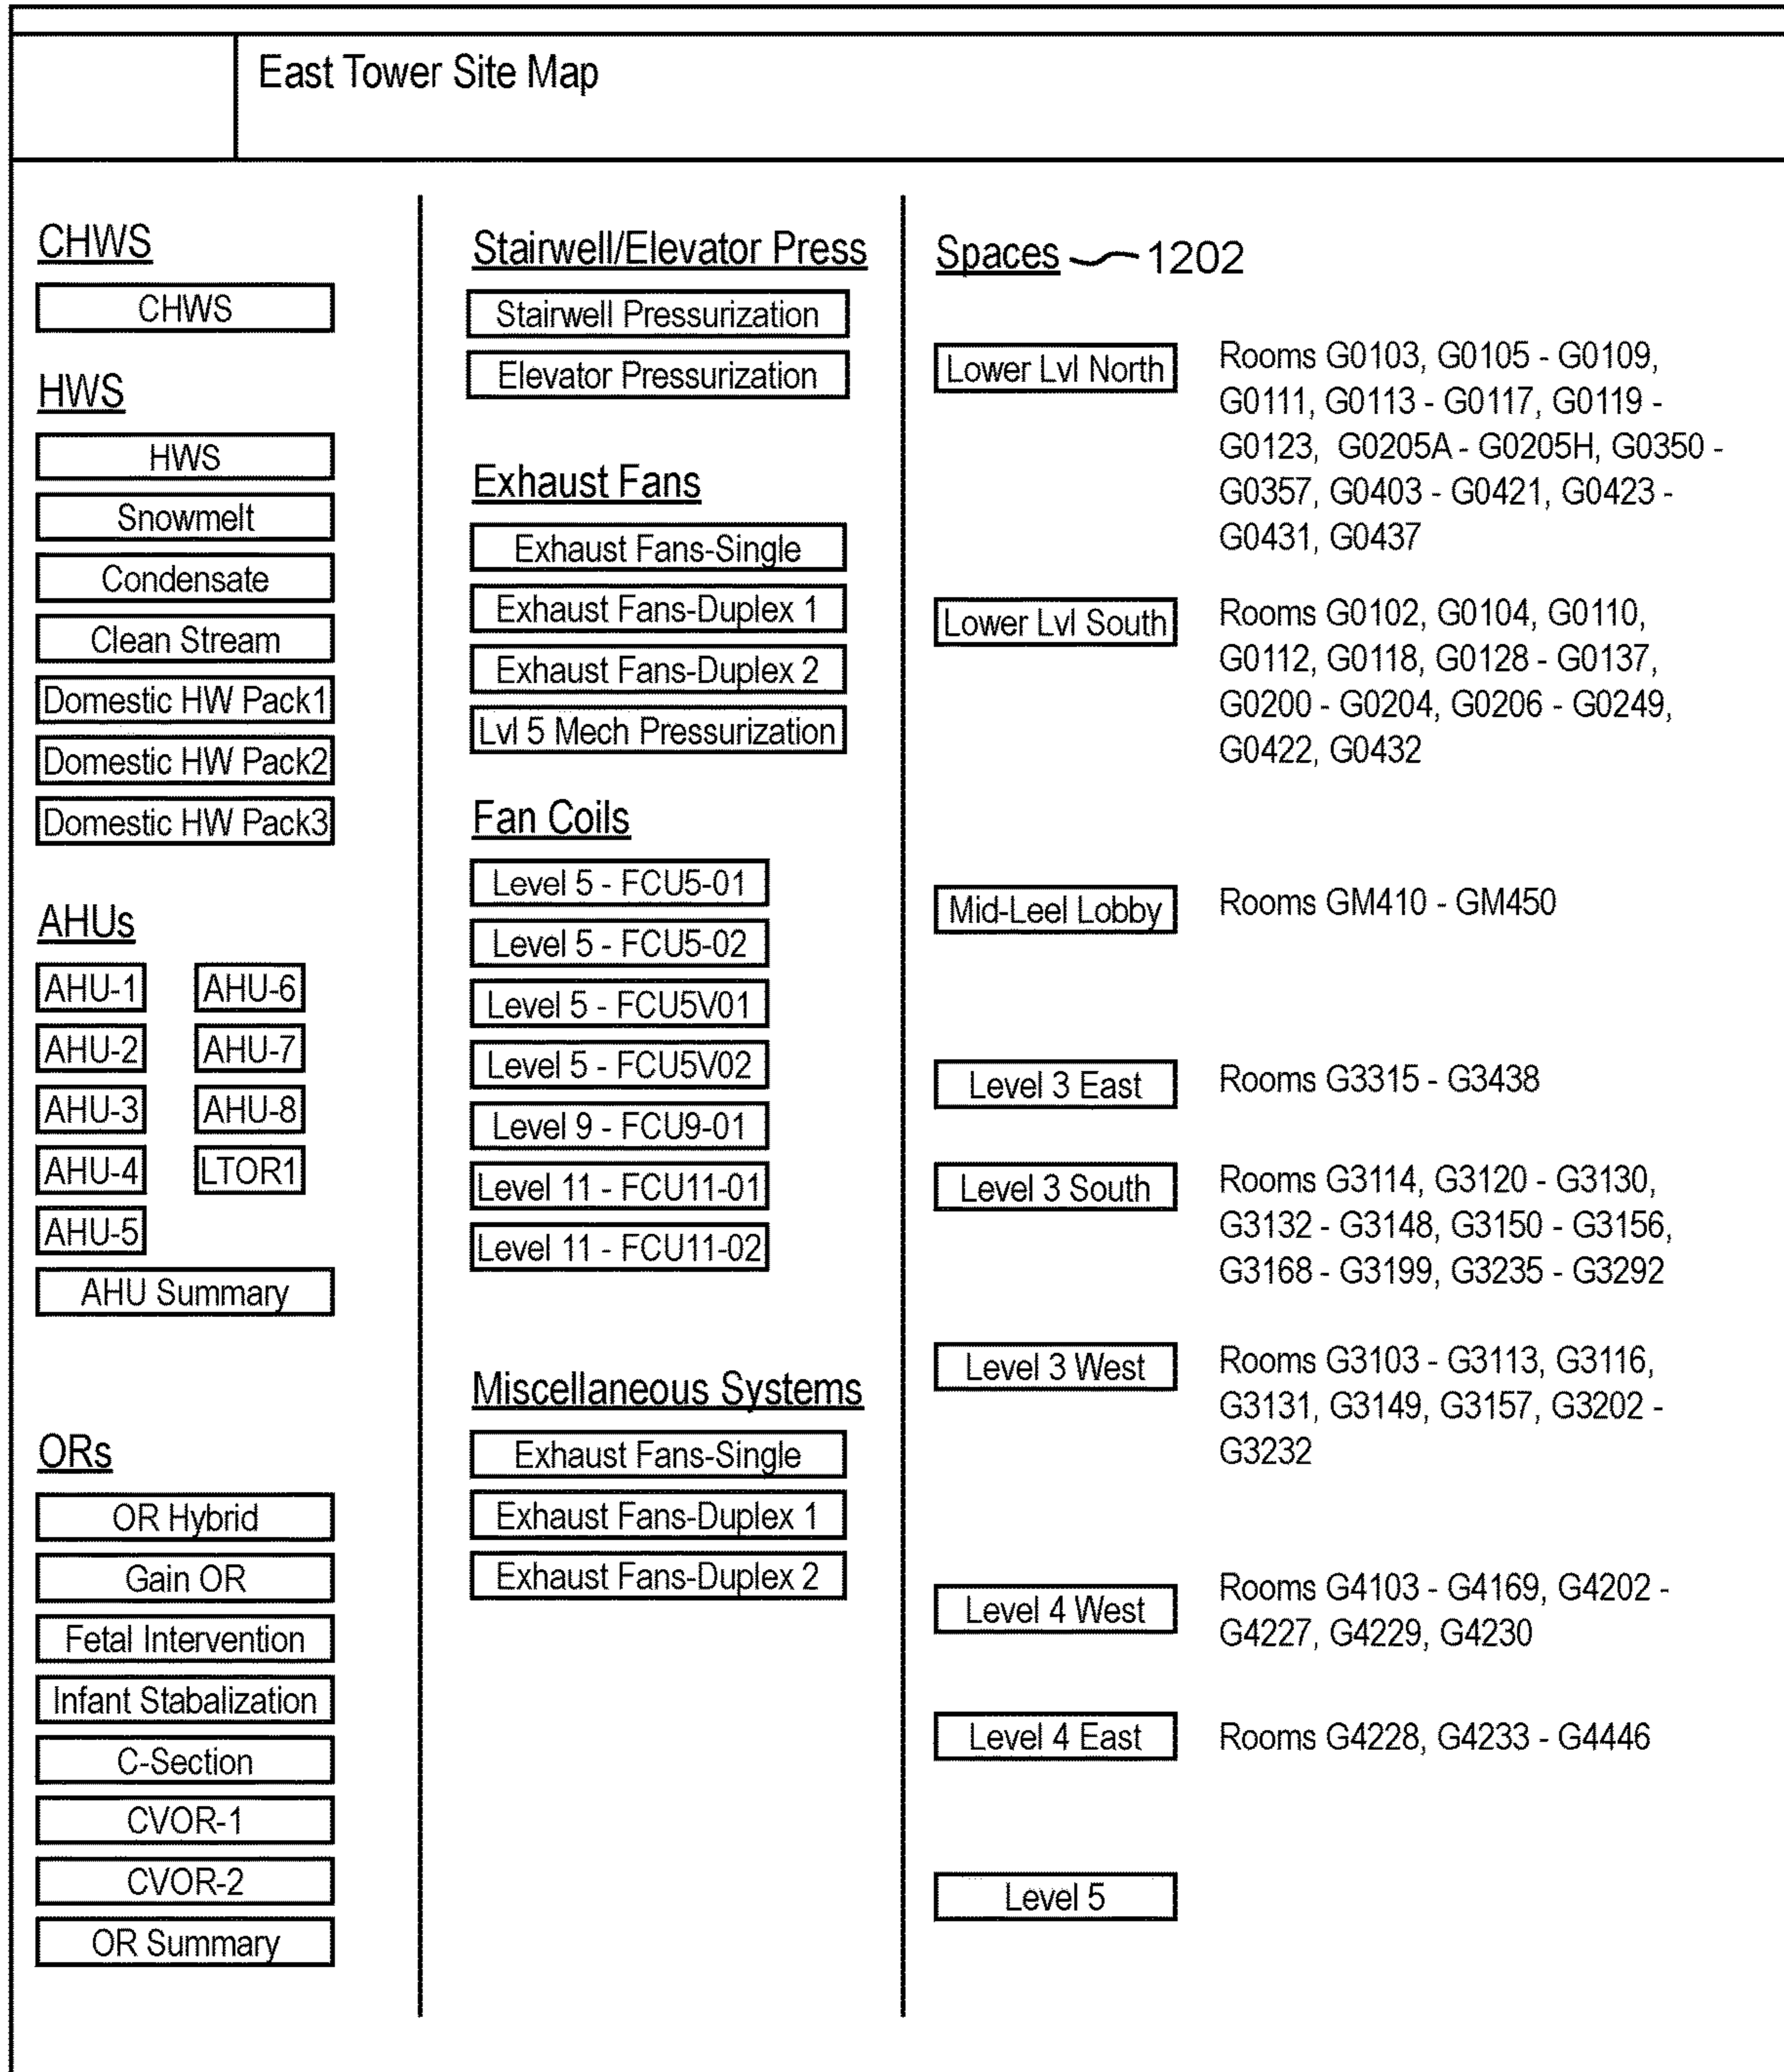 East Tower Site Map
CHWS
CHWS
HWS
HWS
Snowmelt
Condensate
Clean Stream
Domestic HW Pack1
Domestic HW Pack2
Domestic HW Pack3
AHUs
AHU-1 AHU-6
AHU-2 AHU-7
AHU-3 AHU-8
AHU-4 LTOR1
AHU-5
AHU Summary
ORs
OR Hybrid
Gain OR
Fetal Intervention
Infant Stabalization
C-Section
CVOR-1
CVOR-2
OR Summary
Stairwell/Elevator Press
Stairwell Pressurization
Elevator Pressurization
Exhaust Fans
Exhaust Fans-Single
Exhaust Fans-Duplex 1
Exhaust Fans-Duplex 2
Lvl 5 Mech Pressurization
Fan Coils
Level 5 - FCU5-01
Level 5 - FCU5-02
Level 5 - FCU5V01
Level 5 - FCU5V02
Level 9 - FCU9-01
Level 11 - FCU11-01
Level 11 - FCU11-02
Miscellaneous Systems
Exhaust Fans-Single
Exhaust Fans-Duplex 1
Exhaust Fans-Duplex 2
Spaces 1202
Lower Lvl North
Rooms G0103, G0105 - G0109,
G0111, G0113 - G0117, G0119 -
G0123, G0205A - G0205H, G0350 -
G0357, G0403 - G0421, G0423 -
G0431, G0437
Lower Lvl South
Rooms G0102, G0104, G0110,
G0112, G0118, G0128 - G0137,
G0200 - G0204, G0206 - G0249,
G0422, G0432
Mid-Leel Lobby
Rooms GM410 - GM450
Level 3 East
Rooms G3315 - G3438
Level 3 South
Rooms G3114, G3120 - G3130,
G3132 - G3148, G3150 - G3156,
G3168 - G3199, G3235 - G3292
Level 3 West
Rooms G3103 - G3113, G3116,
G3131, G3149, G3157, G3202 -
G3232
Level 4 West
Rooms G4103 - G4169, G4202 -
G4227, G4229, G4230
Level 4 East
Rooms G4228, G4233 - G4446
Level 5